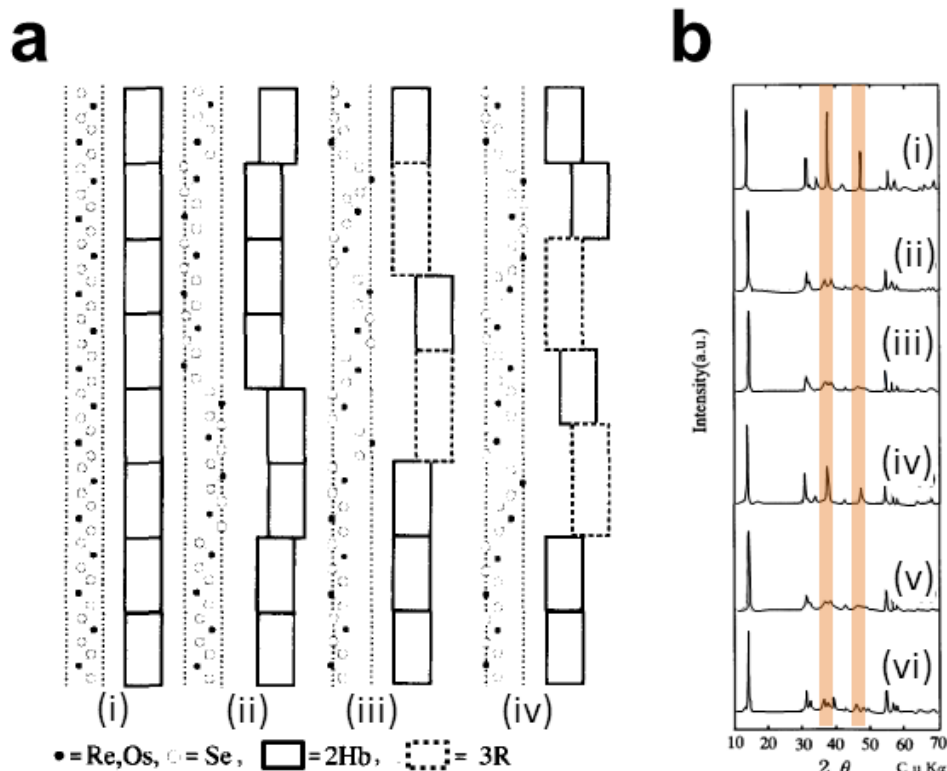 a
b
(i)
(ii)
(iii)
(iv)
• = Re,Os, ○ = Se, = 2Hb, = 3R
Intensity(a.u.)
(i)
(ii)
(iii)
(iv)
(v)
(vi)
10 20 30 40 50 60 70
2 θ C u K